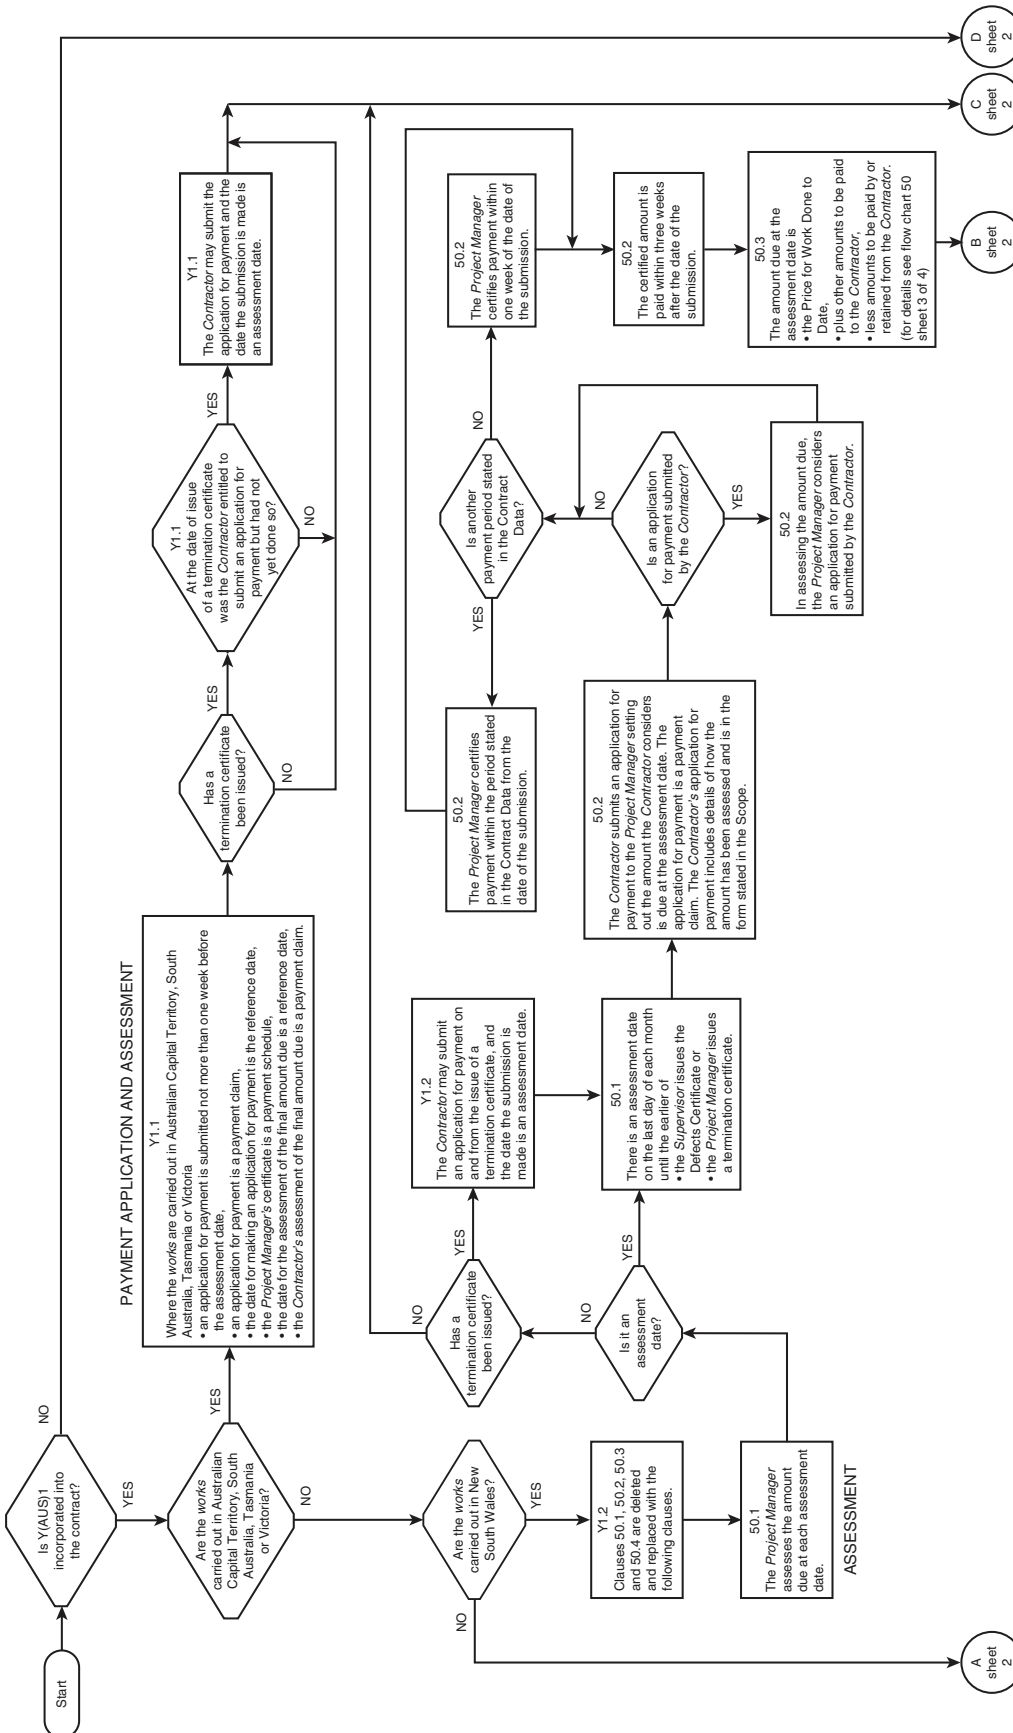 PAYMENT APPLICATION AND ASSESSMENT
Start
Is Y(AUS)1
incorporated into
the contract?
NO
YES
Are the works
carried out in Australian
Capital Territory, South
Australia, Tasmania
or Victoria?
YES
NO
Y1.1
Where the works are carried out in Australian Capital Territory, South
Australia, Tasmania or Victoria
• an application for payment is submitted not more than one week before
the assessment date,
• an application for payment is a payment claim,
• the date for making an application for payment is the reference date,
• the Project Manager's certificate is a payment schedule,
• the date for the assessment of the final amount due is a reference date,
• the Contractor's assessment of the final amount due is a payment claim.
Has a
termination certificate
been issued?
YES
NO
Y1.1
At the date of issue
of a termination certificate
was the Contractor entitled to
submit an application for
payment but had not
yet done so?
YES
NO
Y1.1
The Contractor may submit the
application for payment and the
date the submission is made is
an assessment date.
Are the works
carried out in New
South Wales?
NO
YES
Y1.2
Clauses 50.1, 50.2, 50.3
and 50.4 are deleted
and replaced with the
following clauses.
50.1
The Project Manager
assesses the amount
due at each assessment
date.
ASSESSMENT
Is it an
assessment
date?
NO
YES
Has a
termination certificate
been issued?
NO
YES
Y1.2
The Contractor may submit
an application for payment on
and from the issue of a
termination certificate, and
the date the submission is
made is an assessment date.
50.1
There is an assessment date
on the last day of each month
until the earlier of
• the Supervisor issues the
Defects Certificate or
• the Project Manager issues
a termination certificate.
50.2
The Contractor submits an application for
payment to the Project Manager setting
out the amount the Contractor considers
is due at the assessment date. The
application for payment is a payment
claim. The Contractor's application for
payment includes details of how the
amount has been assessed and is in the
form stated in the Scope.
Is an application
for payment submitted
by the Contractor?
NO
YES
50.2
In assessing the amount due,
the Project Manager considers
an application for payment
submitted by the Contractor.
Is another
payment period stated
in the Contract
Data?
YES
NO
50.2
The Project Manager certifies
payment within the period stated
in the Contract Data from the
date of the submission.
50.2
The Project Manager
certifies payment within
one week of the date of
the submission.
50.2
The certified amount is
paid within three weeks
after the date of the
submission.
50.3
The amount due at the
assessment date is
• the Price for Work Done to
Date,
• plus other amounts to be paid
to the Contractor,
• less amounts to be paid by or
retained from the Contractor.
(for details see flow chart 50
sheet 3 of 4)
A
sheet
2
B
sheet
2
C
sheet
2
D
sheet
2